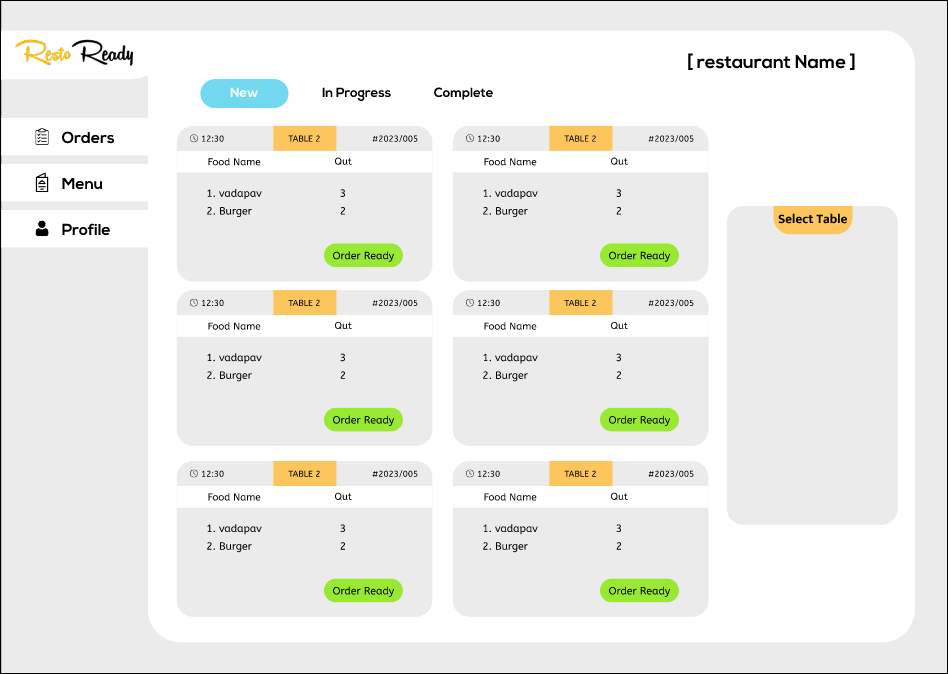 Resto Ready
[ restaurant Name ]
New In Progress Complete
Orders
Menu
Profile
12:30 TABLE 2 #2023/005
Food Name Qut
1. vadapav 3
2. Burger 2
Order Ready
12:30 TABLE 2 #2023/005
Food Name Qut
1. vadapav 3
2. Burger 2
Order Ready
12:30 TABLE 2 #2023/005
Food Name Qut
1. vadapav 3
2. Burger 2
Order Ready
12:30 TABLE 2 #2023/005
Food Name Qut
1. vadapav 3
2. Burger 2
Order Ready
12:30 TABLE 2 #2023/005
Food Name Qut
1. vadapav 3
2. Burger 2
Order Ready
12:30 TABLE 2 #2023/005
Food Name Qut
1. vadapav 3
2. Burger 2
Order Ready
Select Table